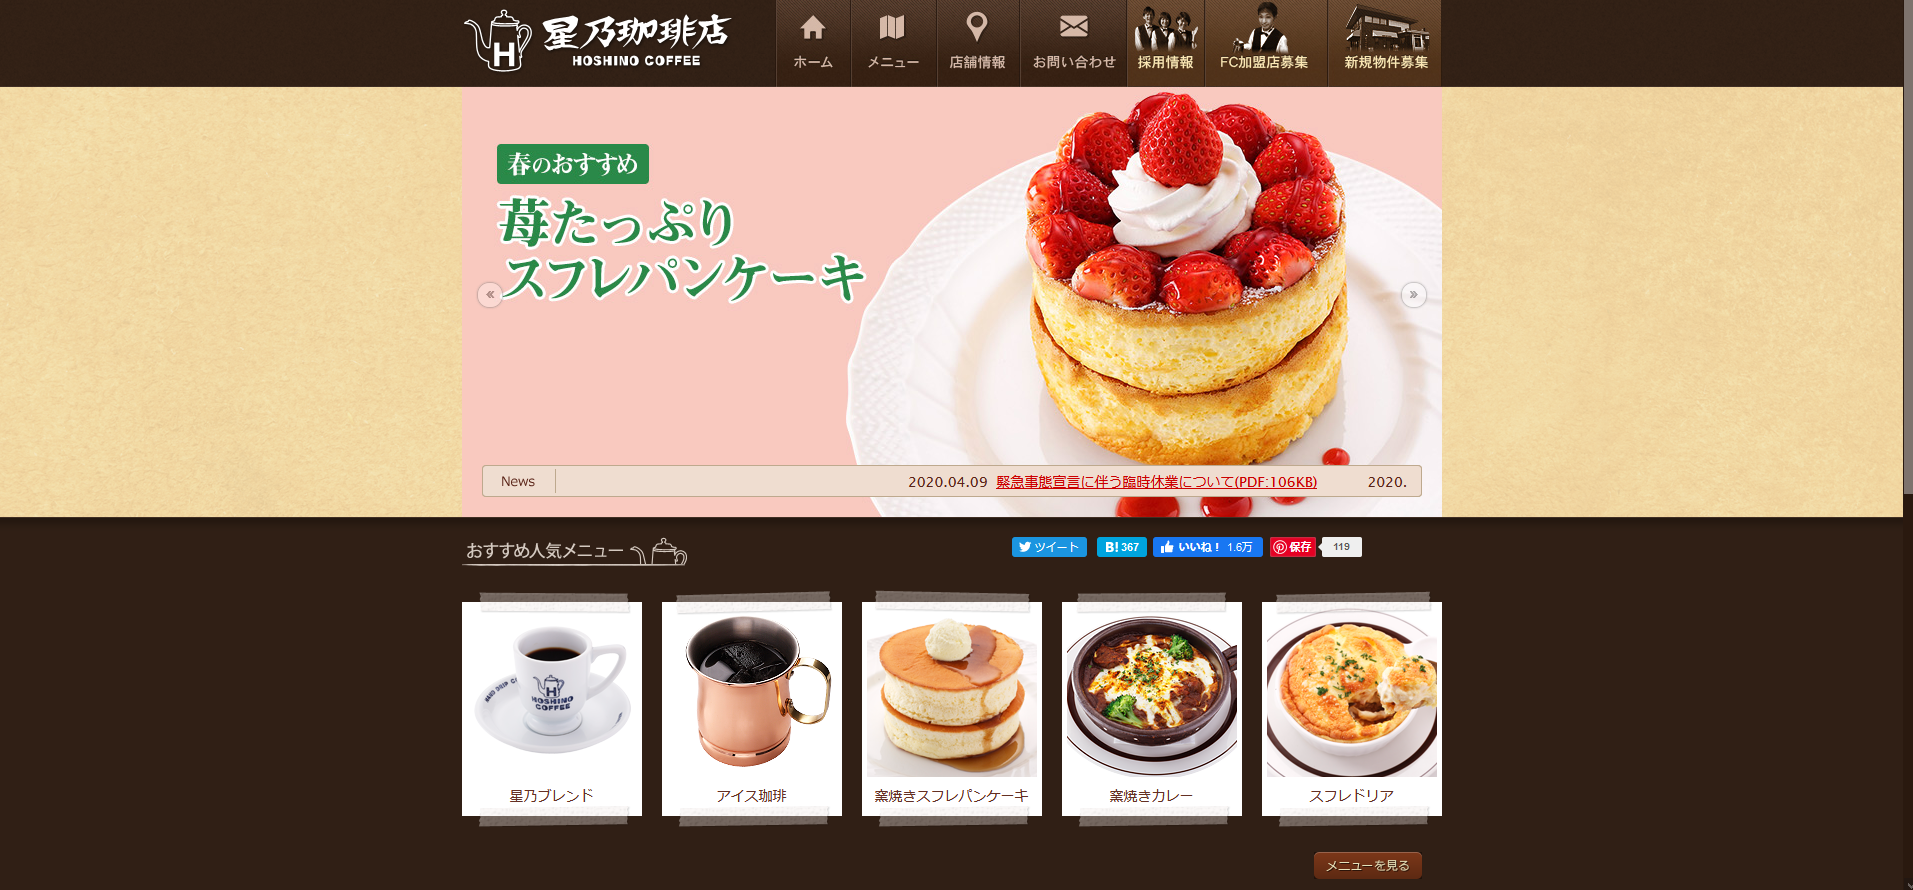 星乃珈琲店
HOSHINO COFFEE
ホーム
メニュー
店舗情報
お問い合わせ
採用情報
FC加盟店募集
新規物件募集
春のおすすめ
苺たっぷり
スフレパンケーキ
«
»
News
2020.04.09 緊急事態宣言に伴う臨時休業について(PDF:106KB) 2020.
おすすめ人気メニュー
ツイート
B! 367
いいね! 1.6万
保存
119
H
HOSHINO
COFFEE
星乃ブレンド
アイス珈琲
窯焼きスフレパンケーキ
窯焼きカレー
スフレドリア
メニューを見る